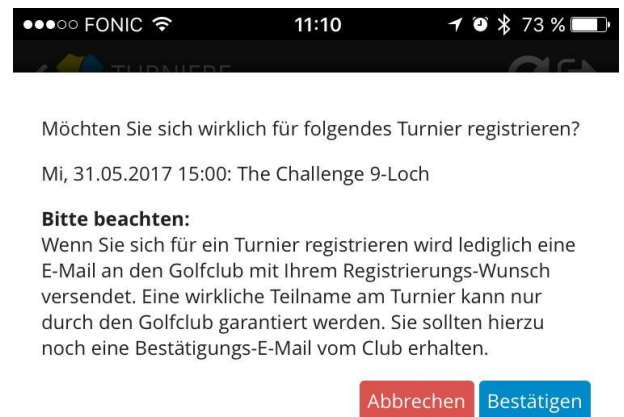 FONIC 11:10 73 %
TURNIERE
Möchten Sie sich wirklich für folgendes Turnier registrieren?
Mi, 31.05.2017 15:00: The Challenge 9-Loch
Bitte beachten:
Wenn Sie sich für ein Turnier registrieren wird lediglich eine
E-Mail an den Golfclub mit Ihrem Registrierungs-Wunsch
versendet. Eine wirkliche Teilname am Turnier kann nur
durch den Golfclub garantiert werden. Sie sollten hierzu
noch eine Bestätigungs-E-Mail vom Club erhalten.
Abbrechen Bestätigen